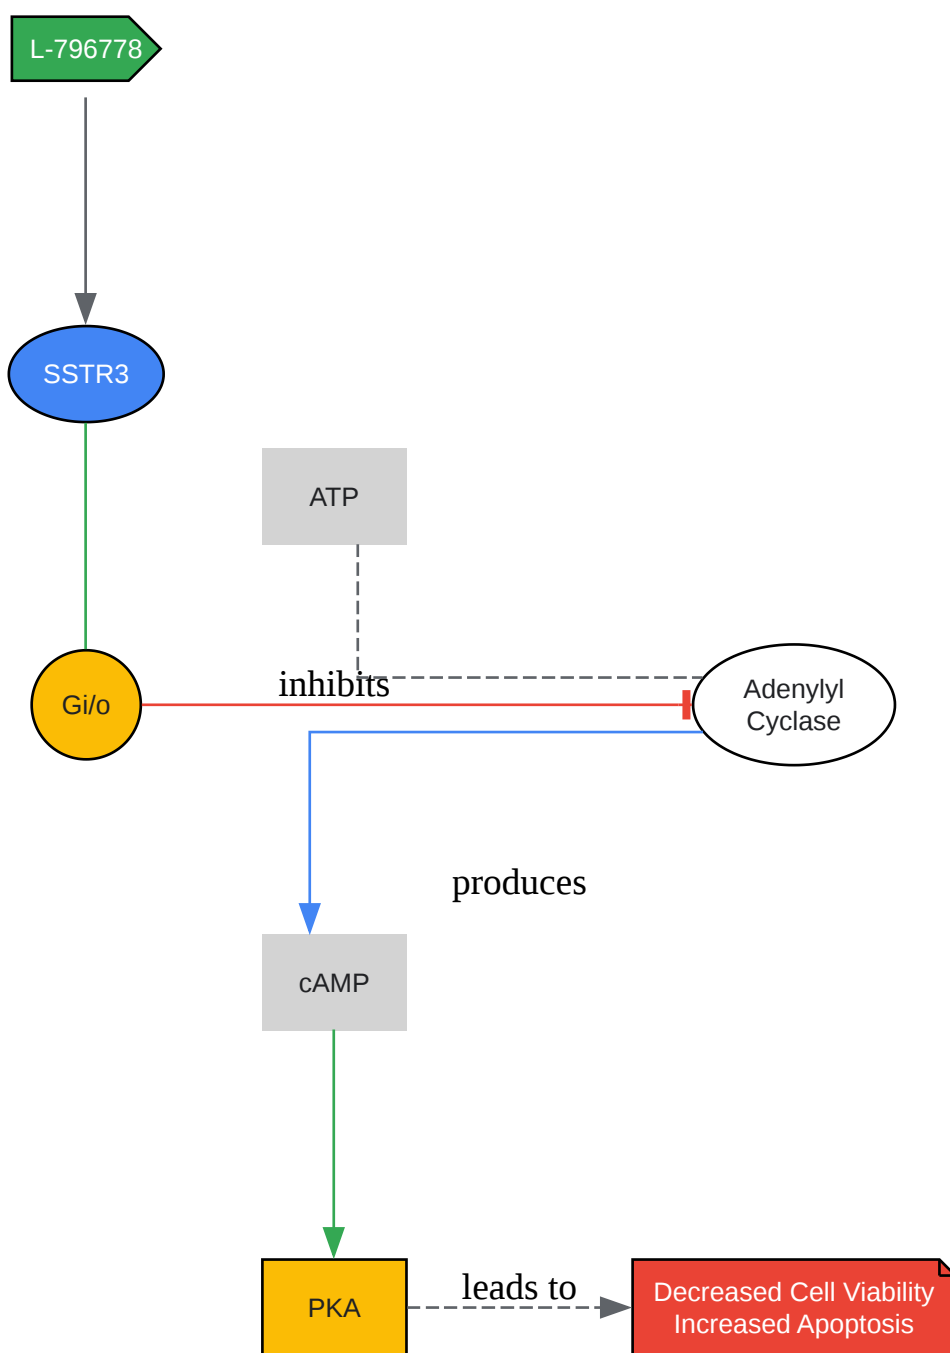 L-796778
SSTR3
ATP
inhibits
Gi/o
Adenylyl
Cyclase
produces
cAMP
leads to
PKA
Decreased Cell Viability
Increased Apoptosis